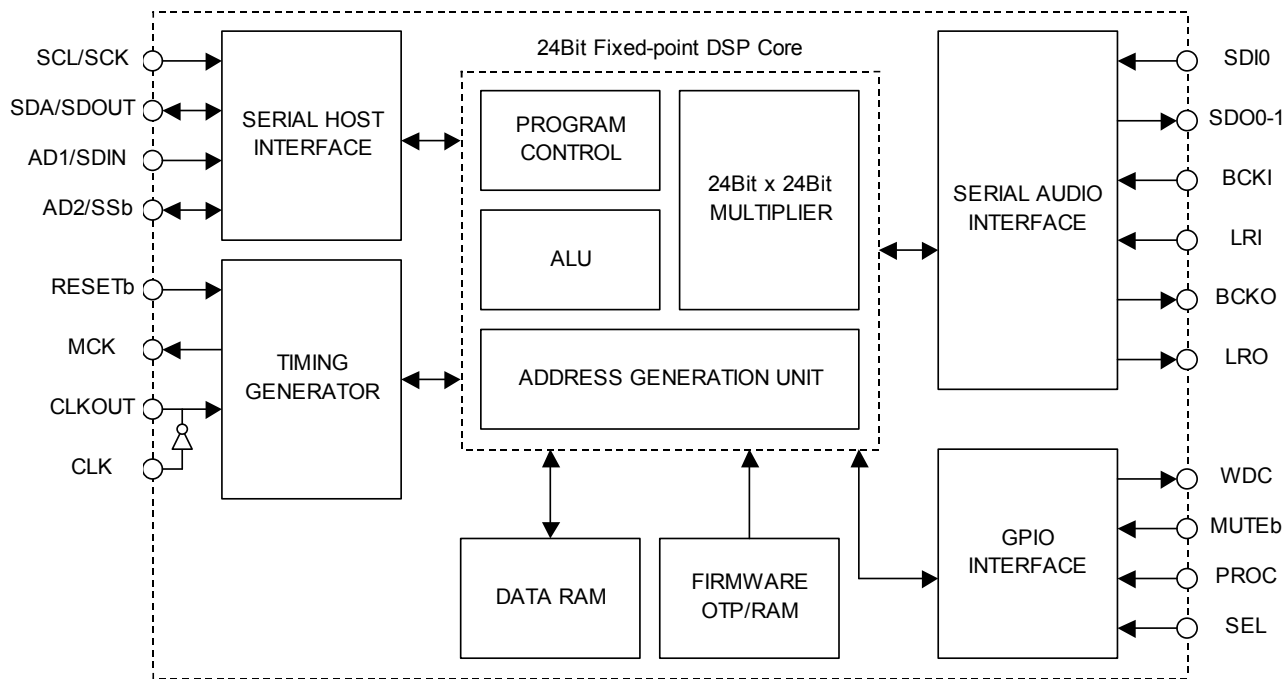 24Bit Fixed-point DSP Core
SCL/SCK
SDA/SDOUT
AD1/SDIN
AD2/SSb
RESETb
MCK
CLKOUT
CLK
SERIAL HOST
INTERFACE
TIMING
GENERATOR
PROGRAM
CONTROL
ALU
24Bit x 24Bit
MULTIPLIER
ADDRESS GENERATION UNIT
DATA RAM
FIRMWARE
OTP/RAM
SERIAL AUDIO
INTERFACE
GPIO
INTERFACE
SDI0
SDO0-1
BCKI
LRI
BCKO
LRO
WDC
MUTEb
PROC
SEL